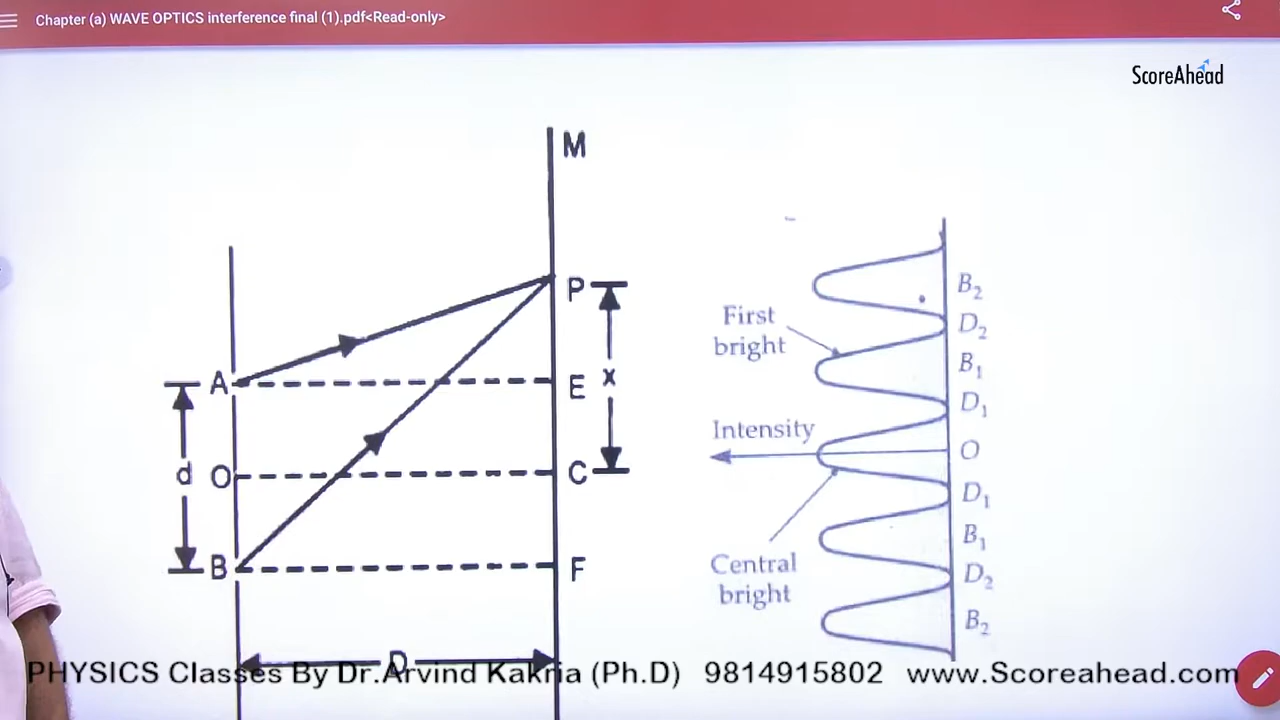 Chapter (a) WAVE OPTICS interference final (1).pdf<Read-only>
ScoreAhead
M
P
A
E
x
d
O
C
B
F
D
B₂
D₂
First
bright
B₁
D₁
Intensity
O
D₁
B₁
Central
bright
D₂
B₂
PHYSICS Classes By Dr.Arvind Kakria (Ph.D) 9814915802 www.Scoreahead.com